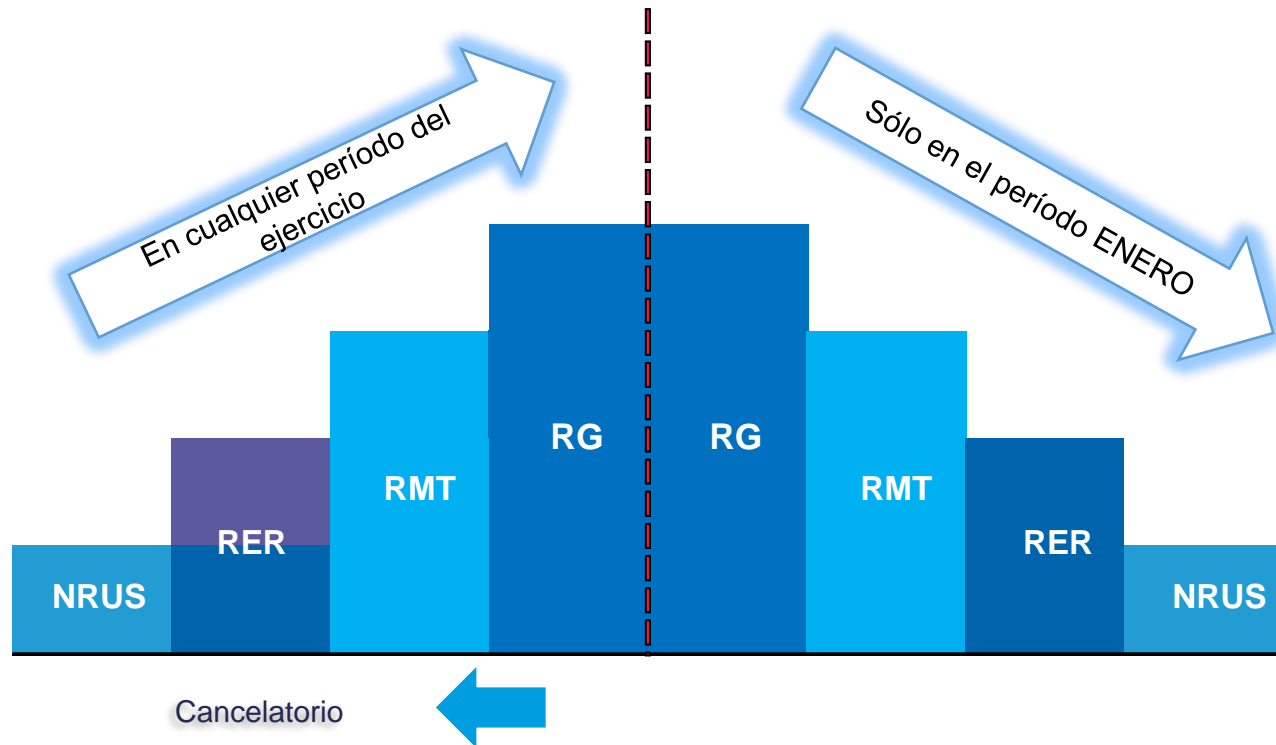 En cualquier período del
ejercicio
Sólo en el período ENERO
RG
RG
RMT
RMT
RER
RER
NRUS
NRUS
Cancelatorio